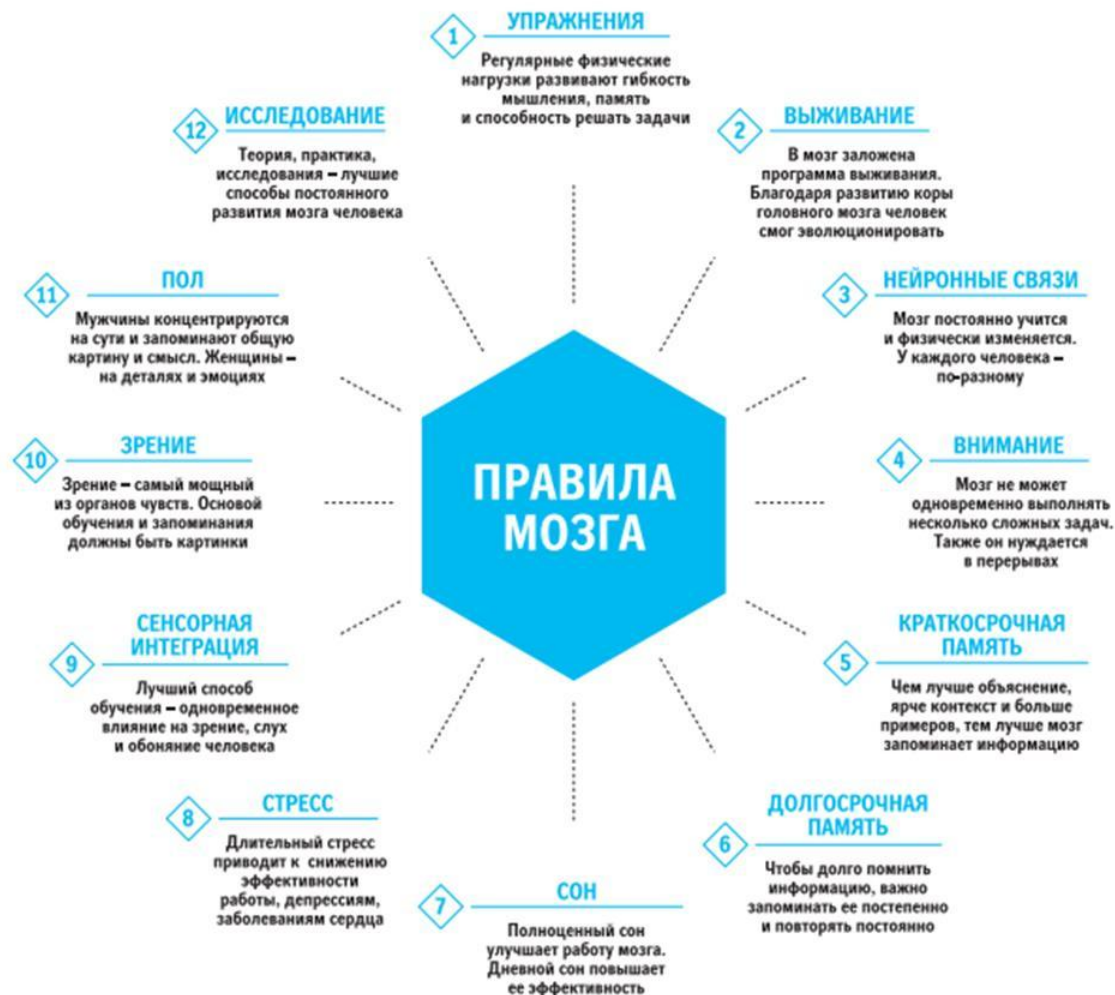 ПРАВИЛА
МОЗГА
1
УПРАЖНЕНИЯ
Регулярные физические
нагрузки развивают гибкость
мышления, память
и способность решать задачи
2
ВЫЖИВАНИЕ
В мозг заложена
программа выживания.
Благодаря развитию коры
головного мозга человек
смог эволюционировать
3
НЕЙРОННЫЕ СВЯЗИ
Мозг постоянно учится
и физически изменяется.
У каждого человека –
по-разному
4
ВНИМАНИЕ
Мозг не может
одновременно выполнять
несколько сложных задач.
Также он нуждается
в перерывах
5
КРАТКОСРОЧНАЯ
ПАМЯТЬ
Чем лучше объяснение,
ярче контекст и больше
примеров, тем лучше мозг
запоминает информацию
6
ДОЛГОСРОЧНАЯ
ПАМЯТЬ
Чтобы долго помнить
информацию, важно
запоминать ее постепенно
и повторять постоянно
7
СОН
Полноценный сон
улучшает работу мозга.
Дневной сон повышает
ее эффективность
8
СТРЕСС
Длительный стресс
приводит к снижению
эффективности
работы, депрессиям,
заболеваниям сердца
9
СЕНСОРНАЯ
ИНТЕГРАЦИЯ
Лучший способ
обучения – одновременное
влияние на зрение, слух
и обоняние человека
10
ЗРЕНИЕ
Зрение – самый мощный
из органов чувств. Основой
обучения и запоминания
должны быть картинки
11
ПОЛ
Мужчины концентрируются
на сути и запоминают общую
картину и смысл. Женщины –
на деталях и эмоциях
12
ИССЛЕДОВАНИЕ
Теория, практика,
исследования – лучшие
способы постоянного
развития мозга человека